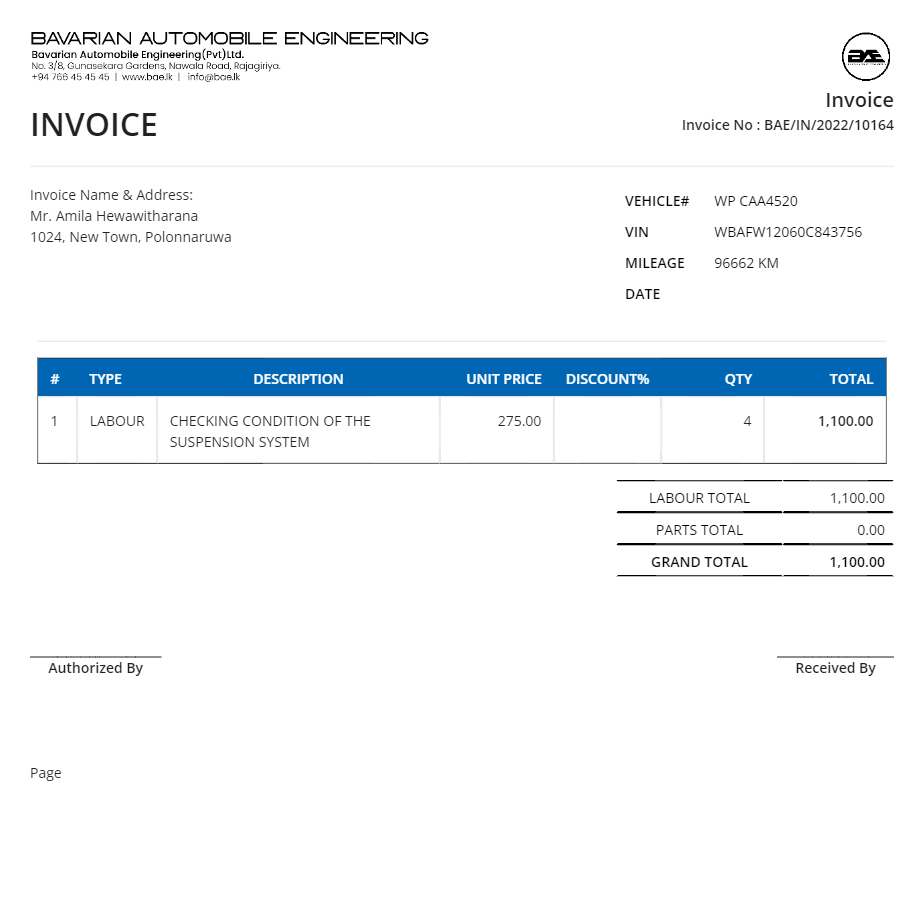 BAVARIAN AUTOMOBILE ENGINEERING
Bavarian Automobile Engineering(Pvt)Ltd.
No. 3/8, Gunasekara Gardens, Nawala Road, Rajagiriya.
+94 766 45 45 45 | www.bae.lk | info@bae.lk
BAE
Invoice
INVOICE
Invoice No : BAE/IN/2022/10164
Invoice Name & Address:
Mr. Amila Hewawitharana
1024, New Town, Polonnaruwa
VEHICLE# WP CAA4520
VIN WBAFW12060C843756
MILEAGE 96662 KM
DATE
# TYPE DESCRIPTION UNIT PRICE DISCOUNT% QTY TOTAL
1 LABOUR CHECKING CONDITION OF THE 275.00 4 1,100.00
SUSPENSION SYSTEM
LABOUR TOTAL 1,100.00
PARTS TOTAL 0.00
GRAND TOTAL 1,100.00
Authorized By
Received By
Page